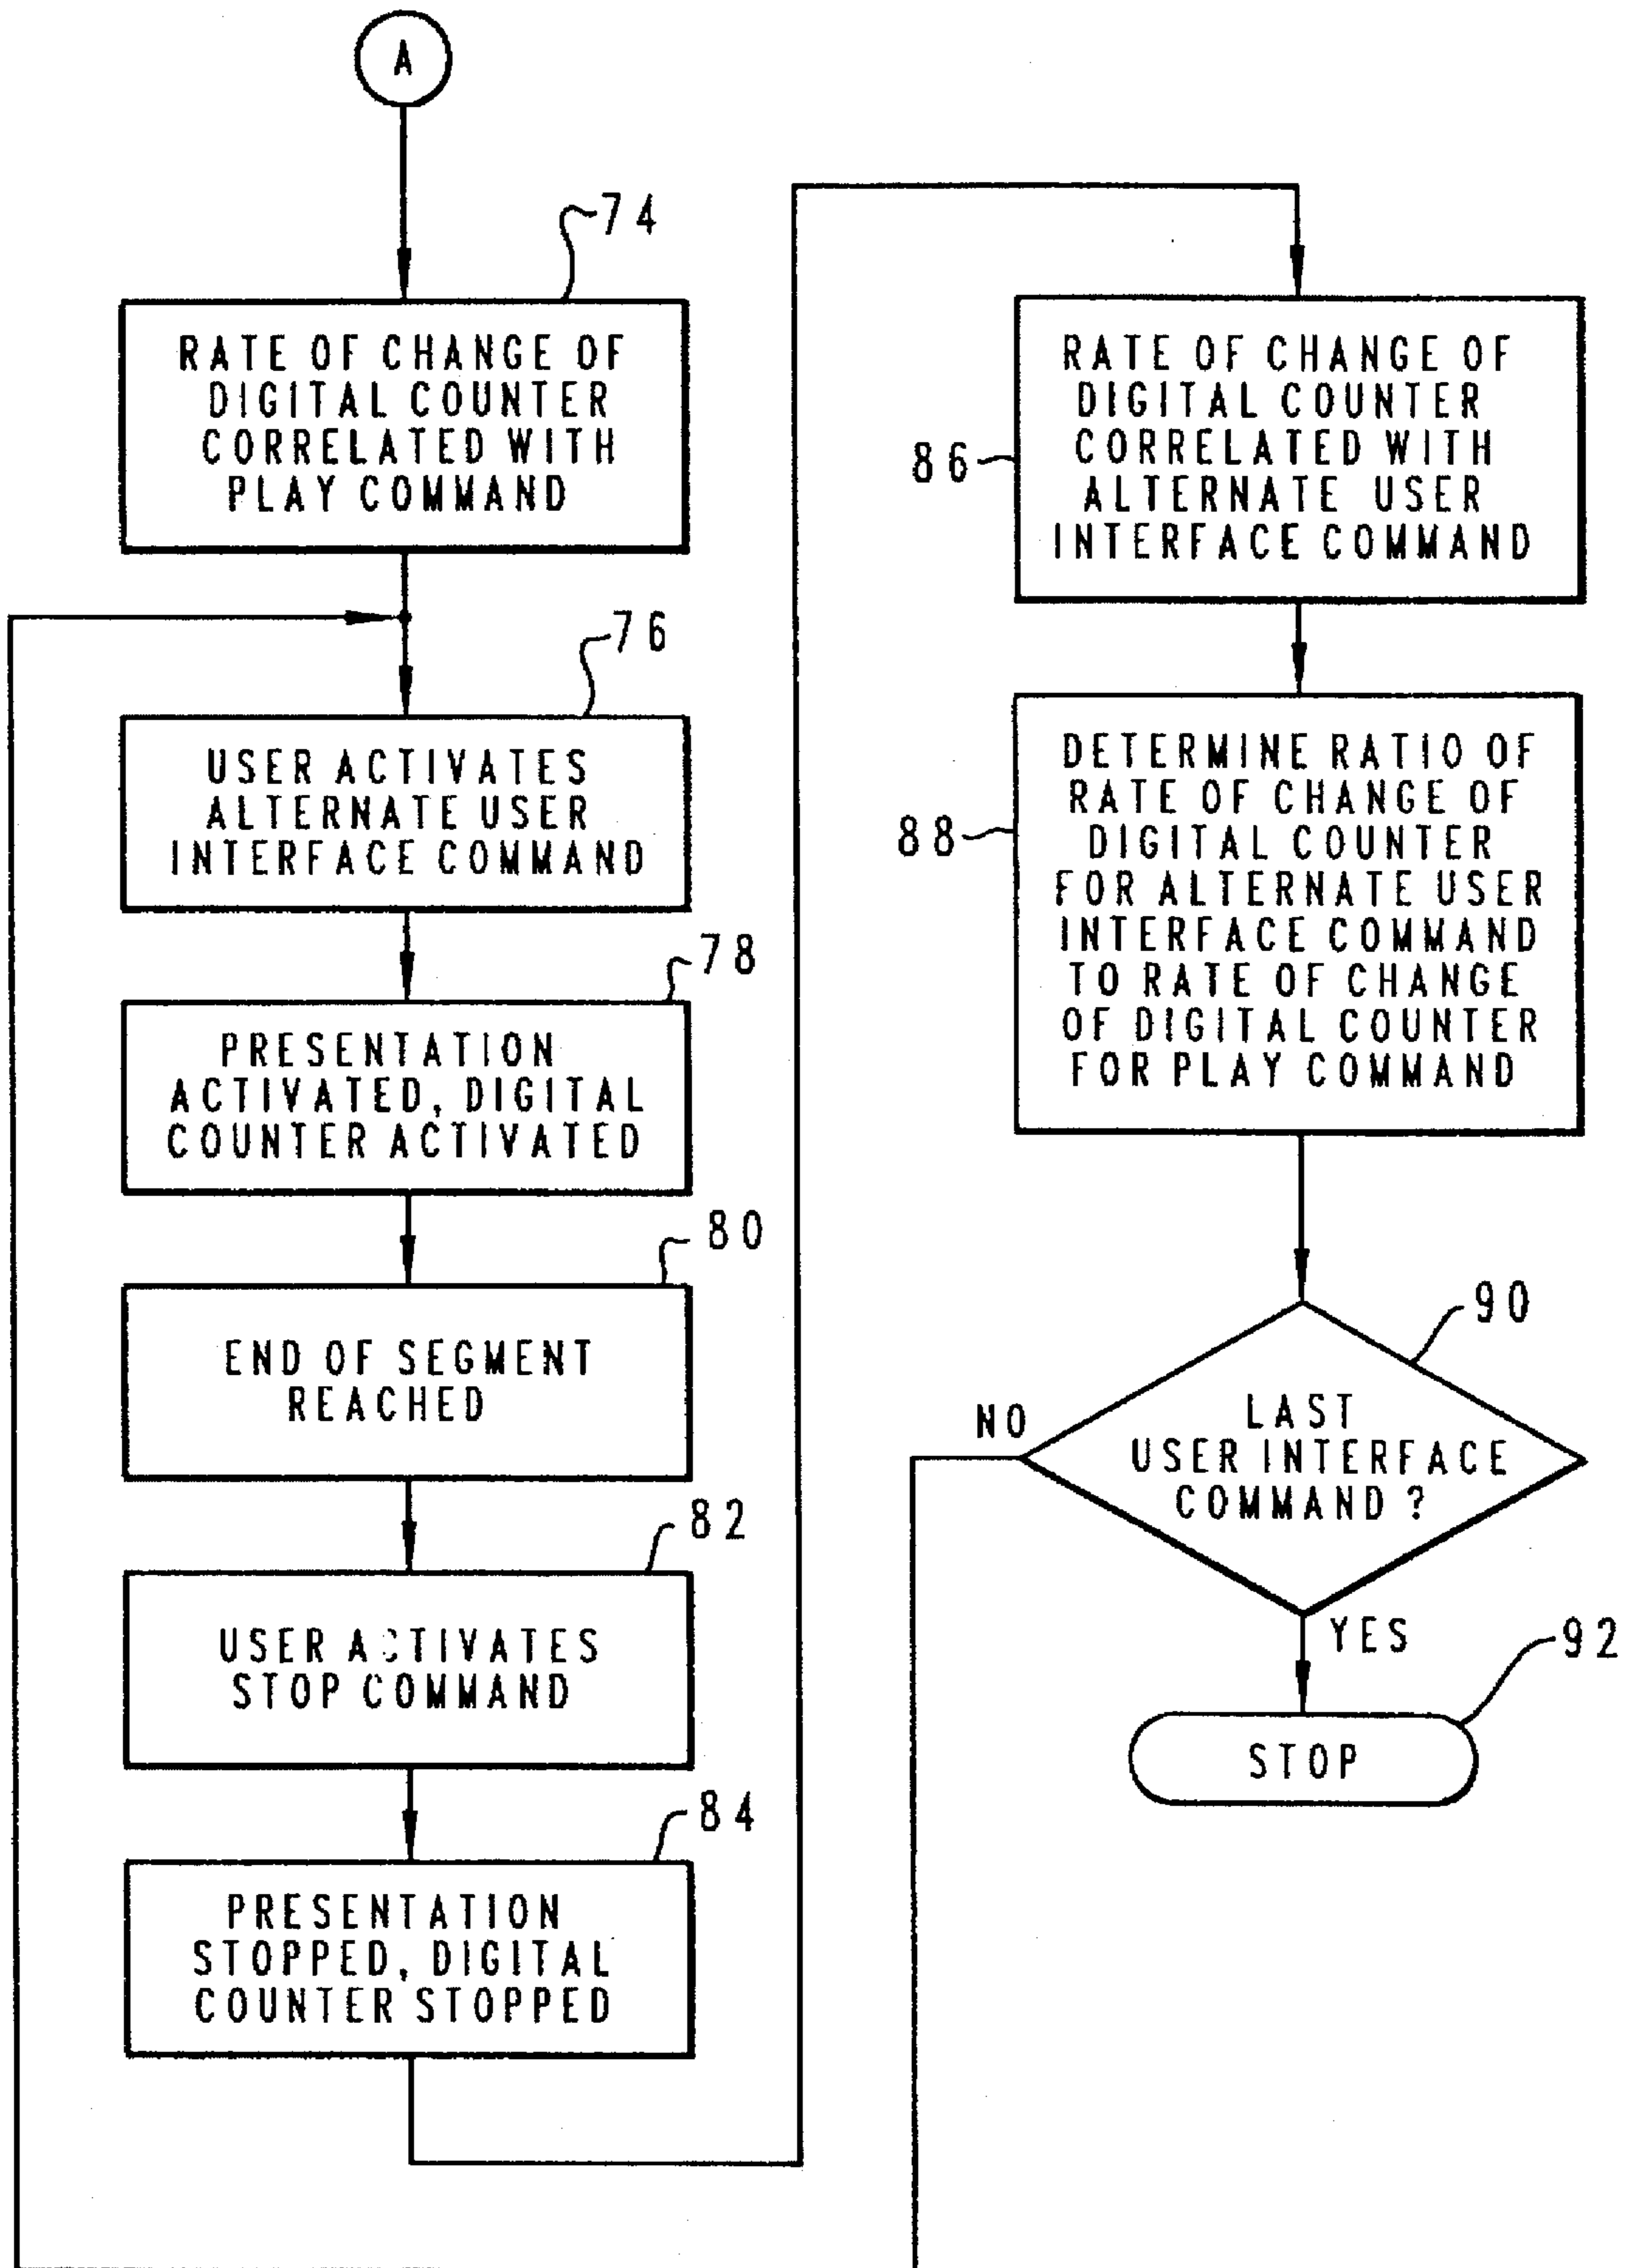 A
74
RATE OF CHANGE OF
DIGITAL COUNTER
CORRELATED WITH
PLAY COMMAND
76
USER ACTIVATES
ALTERNATE USER
INTERFACE COMMAND
78
PRESENTATION
ACTIVATED, DIGITAL
COUNTER ACTIVATED
80
END OF SEGMENT
REACHED
82
USER ACTIVATES
STOP COMMAND
84
PRESENTATION
STOPPED, DIGITAL
COUNTER STOPPED
86
RATE OF CHANGE OF
DIGITAL COUNTER
CORRELATED WITH
ALTERNATE USER
INTERFACE COMMAND
88
DETERMINE RATIO OF
RATE OF CHANGE OF
DIGITAL COUNTER
FOR ALTERNATE USER
INTERFACE COMMAND
TO RATE OF CHANGE
OF DIGITAL COUNTER
FOR PLAY COMMAND
90
NO
LAST
USER INTERFACE
COMMAND ?
YES
92
STOP